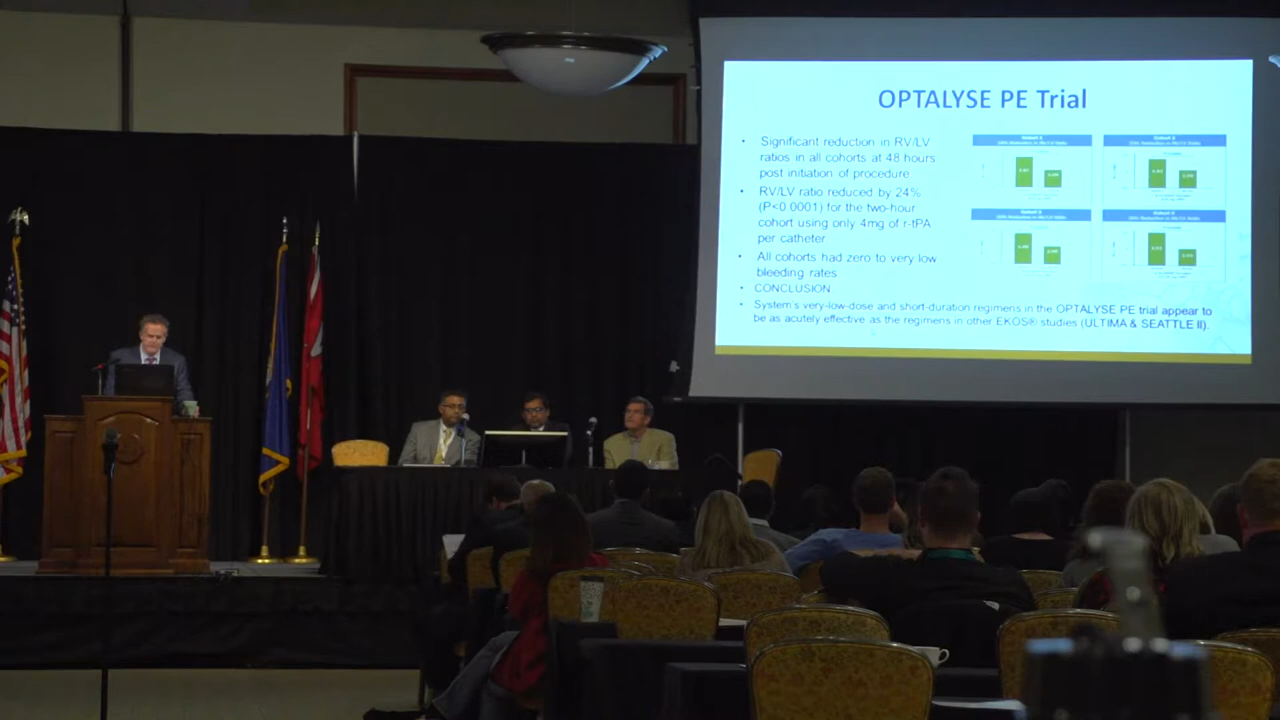 OPTALYSE PE Trial
• Significant reduction in RV/LV
ratios in all cohorts at 48 hours
post initiation of procedure
• RV/LV ratio reduced by 24%
(P<0.0001) for the two-hour
cohort using only 4mg of r-tPA
per catheter
• All cohorts had zero to very low
bleeding rates
• CONCLUSION:
• System's very-low-dose and short-duration regimens in the OPTALYSE PE trial appear to
be as acutely effective as the regimens in other EKOS® studies (ULTIMA & SEATTLE II).